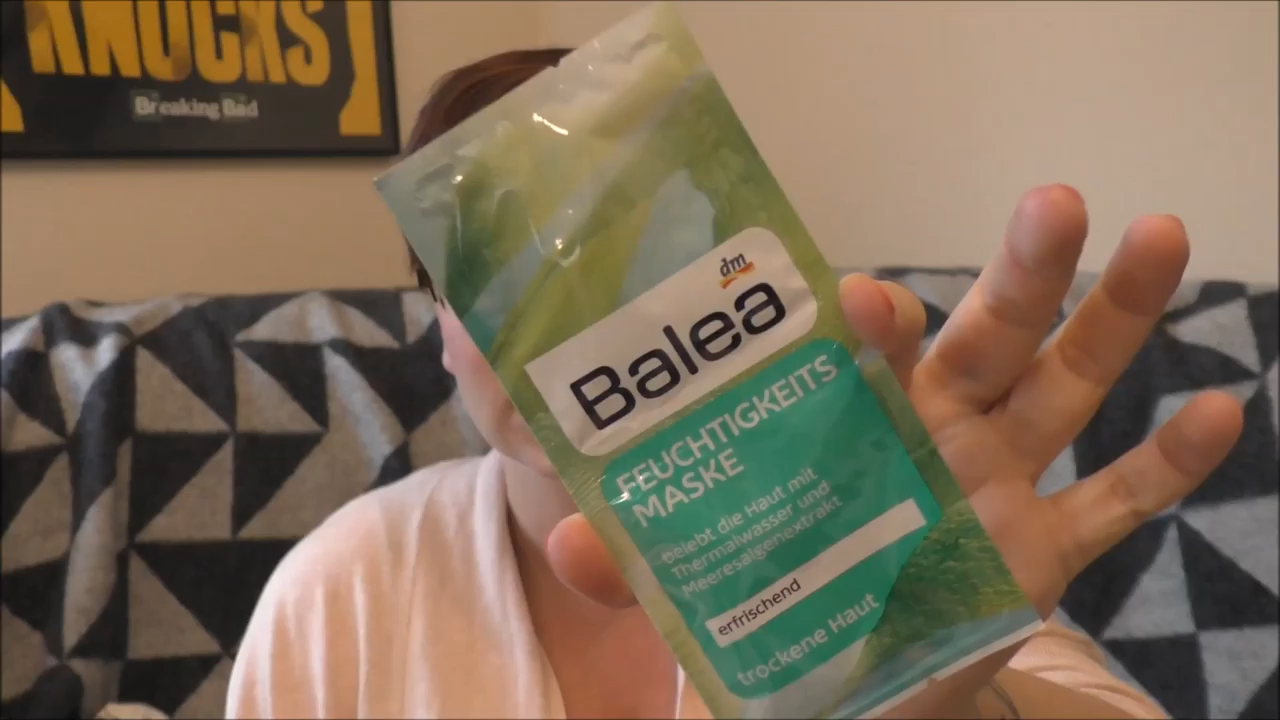 KNOCKS
Breaking Bad
dm
Balea
FEUCHTIGKEITS
MASKE
belebt die Haut mit
Thermalwasser und
Meeresalgenextrakt
erfrischend
trockene Haut